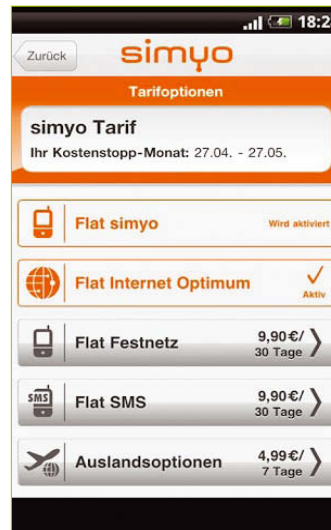 18:2
Zurück
simyo
Tarifoptionen
simyo Tarif
Ihr Kostenstopp-Monat: 27.04. - 27.05.
Flat simyo
Wird aktiviert
Flat Internet Optimum
Aktiv
Flat Festnetz
9,90€/
30 Tage
SMS
Flat SMS
9,90€/
30 Tage
Auslandsoptionen
4,99€/
7 Tage